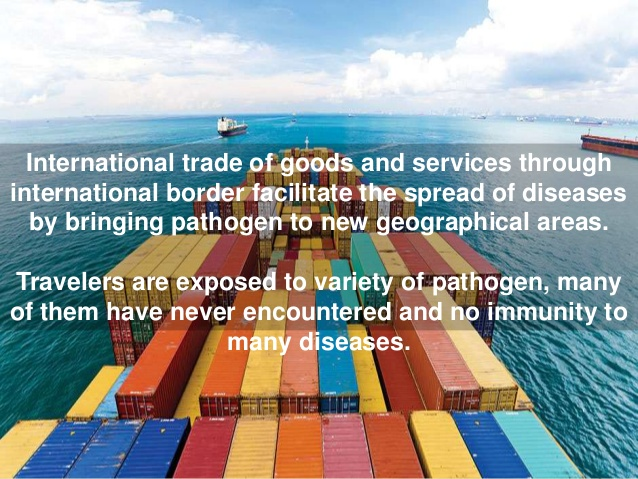 International trade of goods and services through
international border facilitate the spread of diseases
by bringing pathogen to new geographical areas.
Travelers are exposed to variety of pathogen, many
of them have never encountered and no immunity to
many diseases.